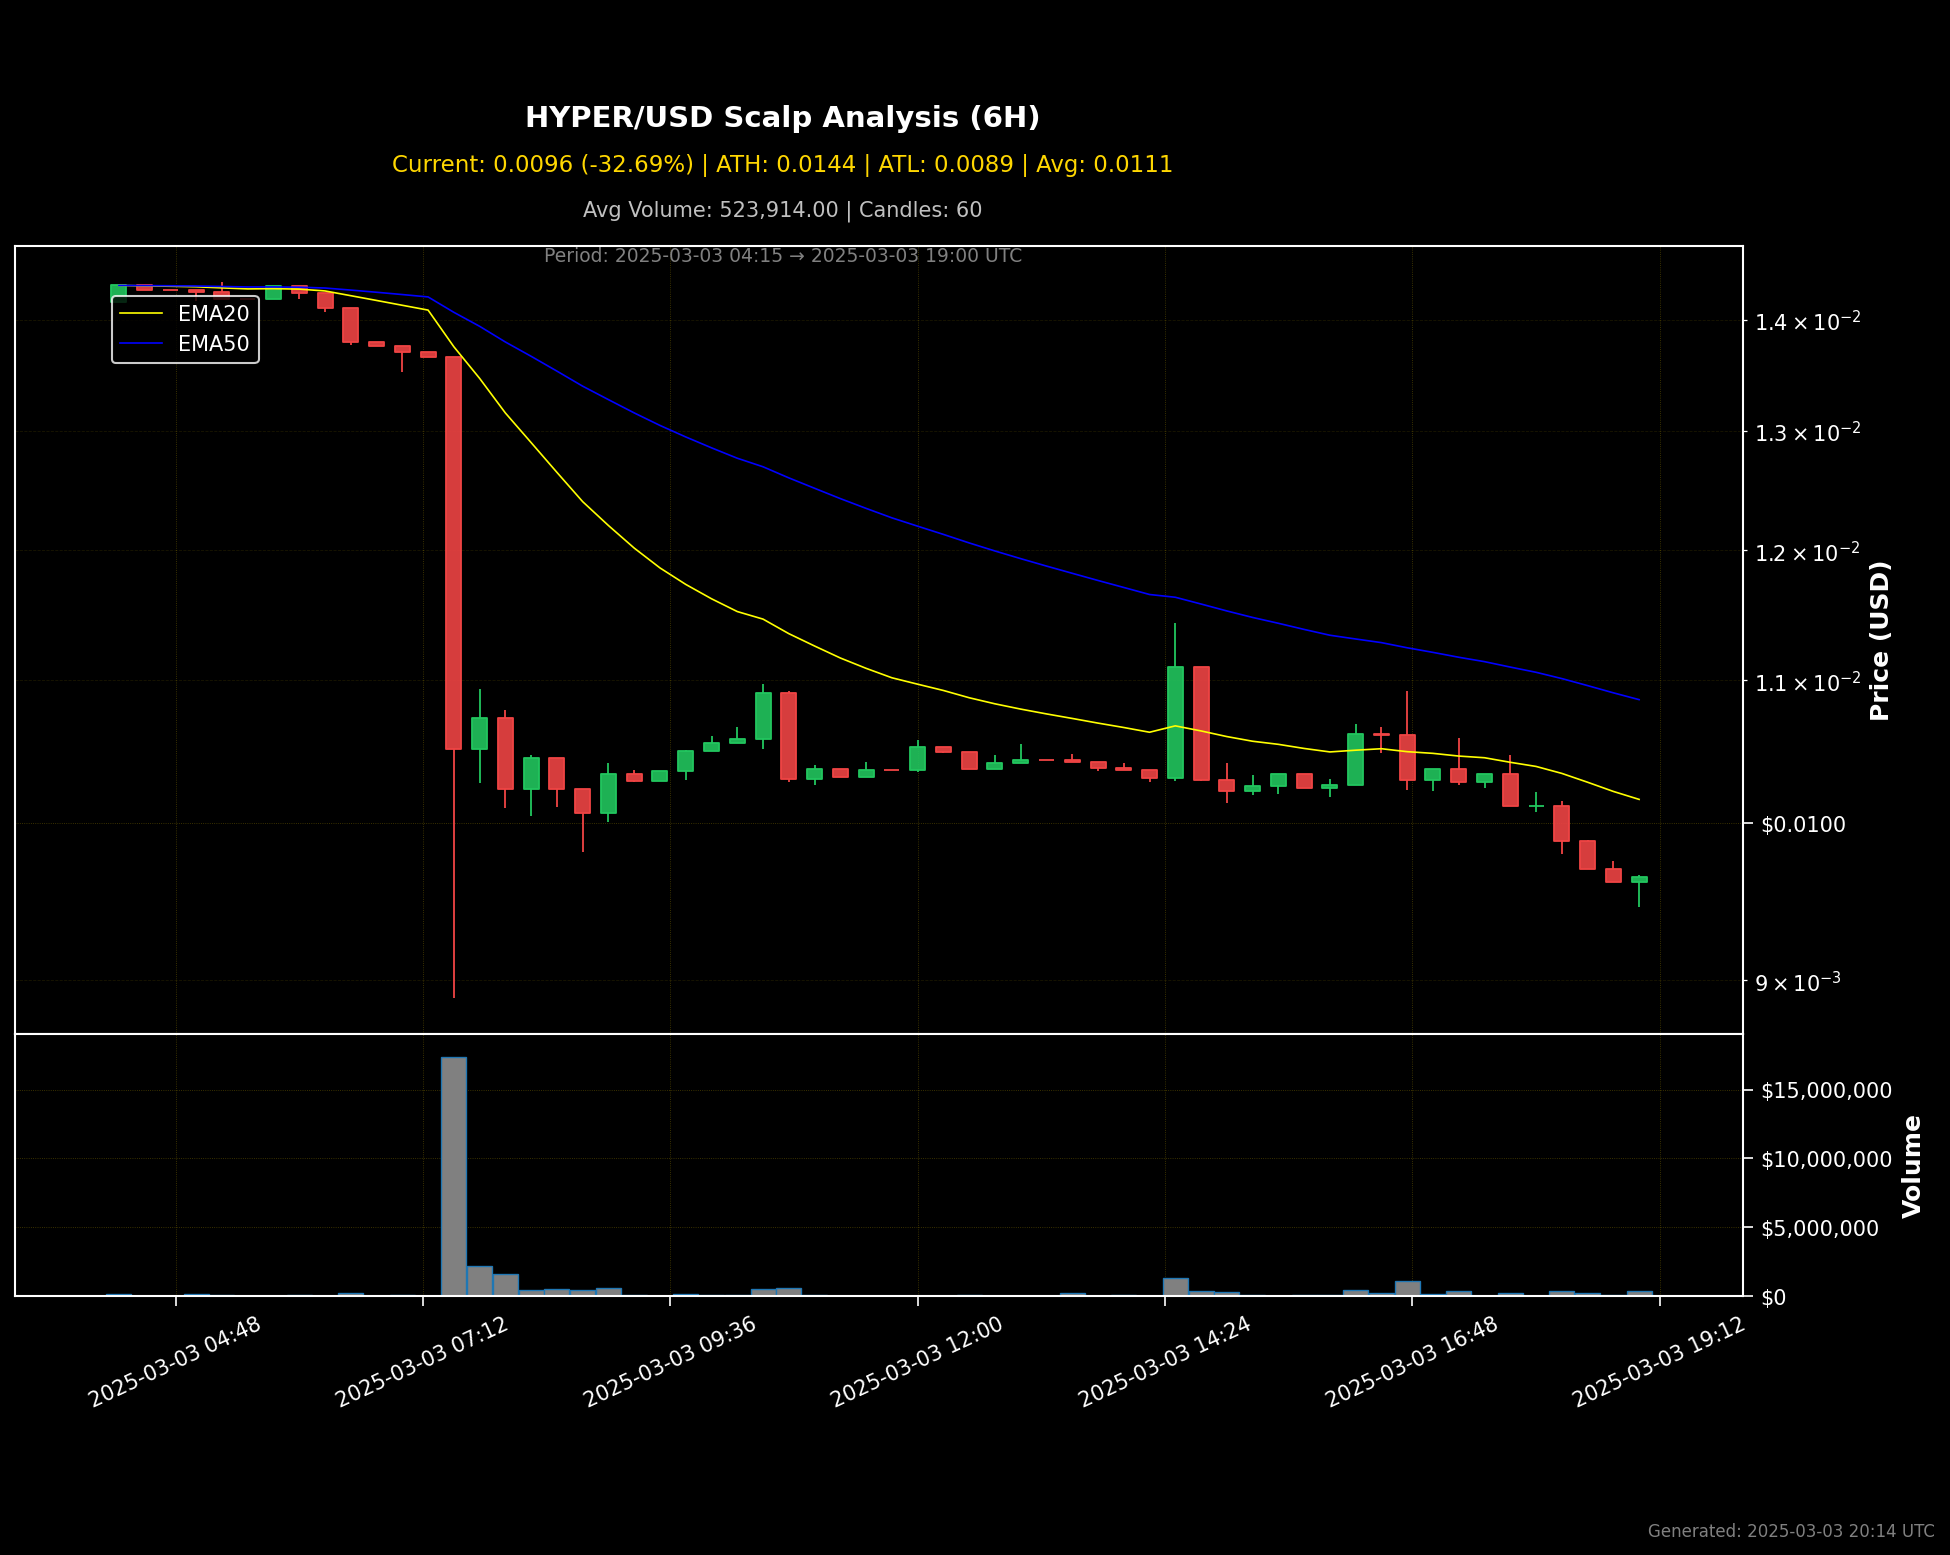 HYPER/USD Scalp Analysis (6H)
Current: 0.0096 (-32.69%) | ATH: 0.0144 | ATL: 0.0089 | Avg: 0.0111
Avg Volume: 523,914.00 | Candles: 60
Period: 2025-03-03 04:15 → 2025-03-03 19:00 UTC
EMA20
EMA50
1.4 × 10⁻²
1.3 × 10⁻²
1.2 × 10⁻²
1.1 × 10⁻²
$0.0100
9 × 10⁻³
Price (USD)
$15,000,000
$10,000,000
$5,000,000
$0
Volume
2025-03-03 04:48
2025-03-03 07:12
2025-03-03 09:36
2025-03-03 12:00
2025-03-03 14:24
2025-03-03 16:48
2025-03-03 19:12
Generated: 2025-03-03 20:14 UTC